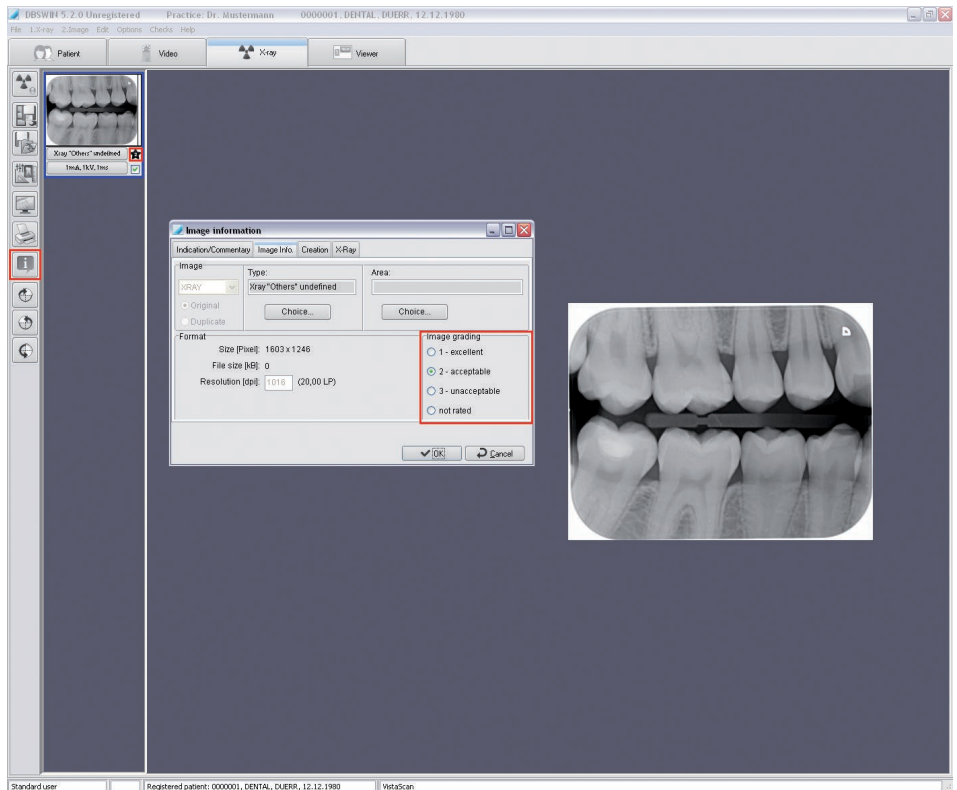 DBSWIN 5.2.0 Unregistered Practice: Dr. Mustermann 0000001, DENTAL, DUERR, 12.12.1980
File 1.X-ray 2.Image Edit Options Checks Help
Patient Video X-ray Viewer
Xray "Others" undefined 2
1mA, 1kV, 1ms
Image information
Indication/Commentary Image Info. Creation X-Ray
Image
XRAY
Original
Duplicate
Type:
Xray "Others" undefined
Choice...
Area:
Choice...
Format
Size [Pixel]: 1603 x 1246
File size [kB]: 0
Resolution [dpi]: 1016 (20,00 LP)
Image grading
1 - excellent
2 - acceptable
3 - unacceptable
not rated
OK Cancel
Standard user Registered patient: 0000001, DENTAL, DUERR, 12.12.1980 VistaScan